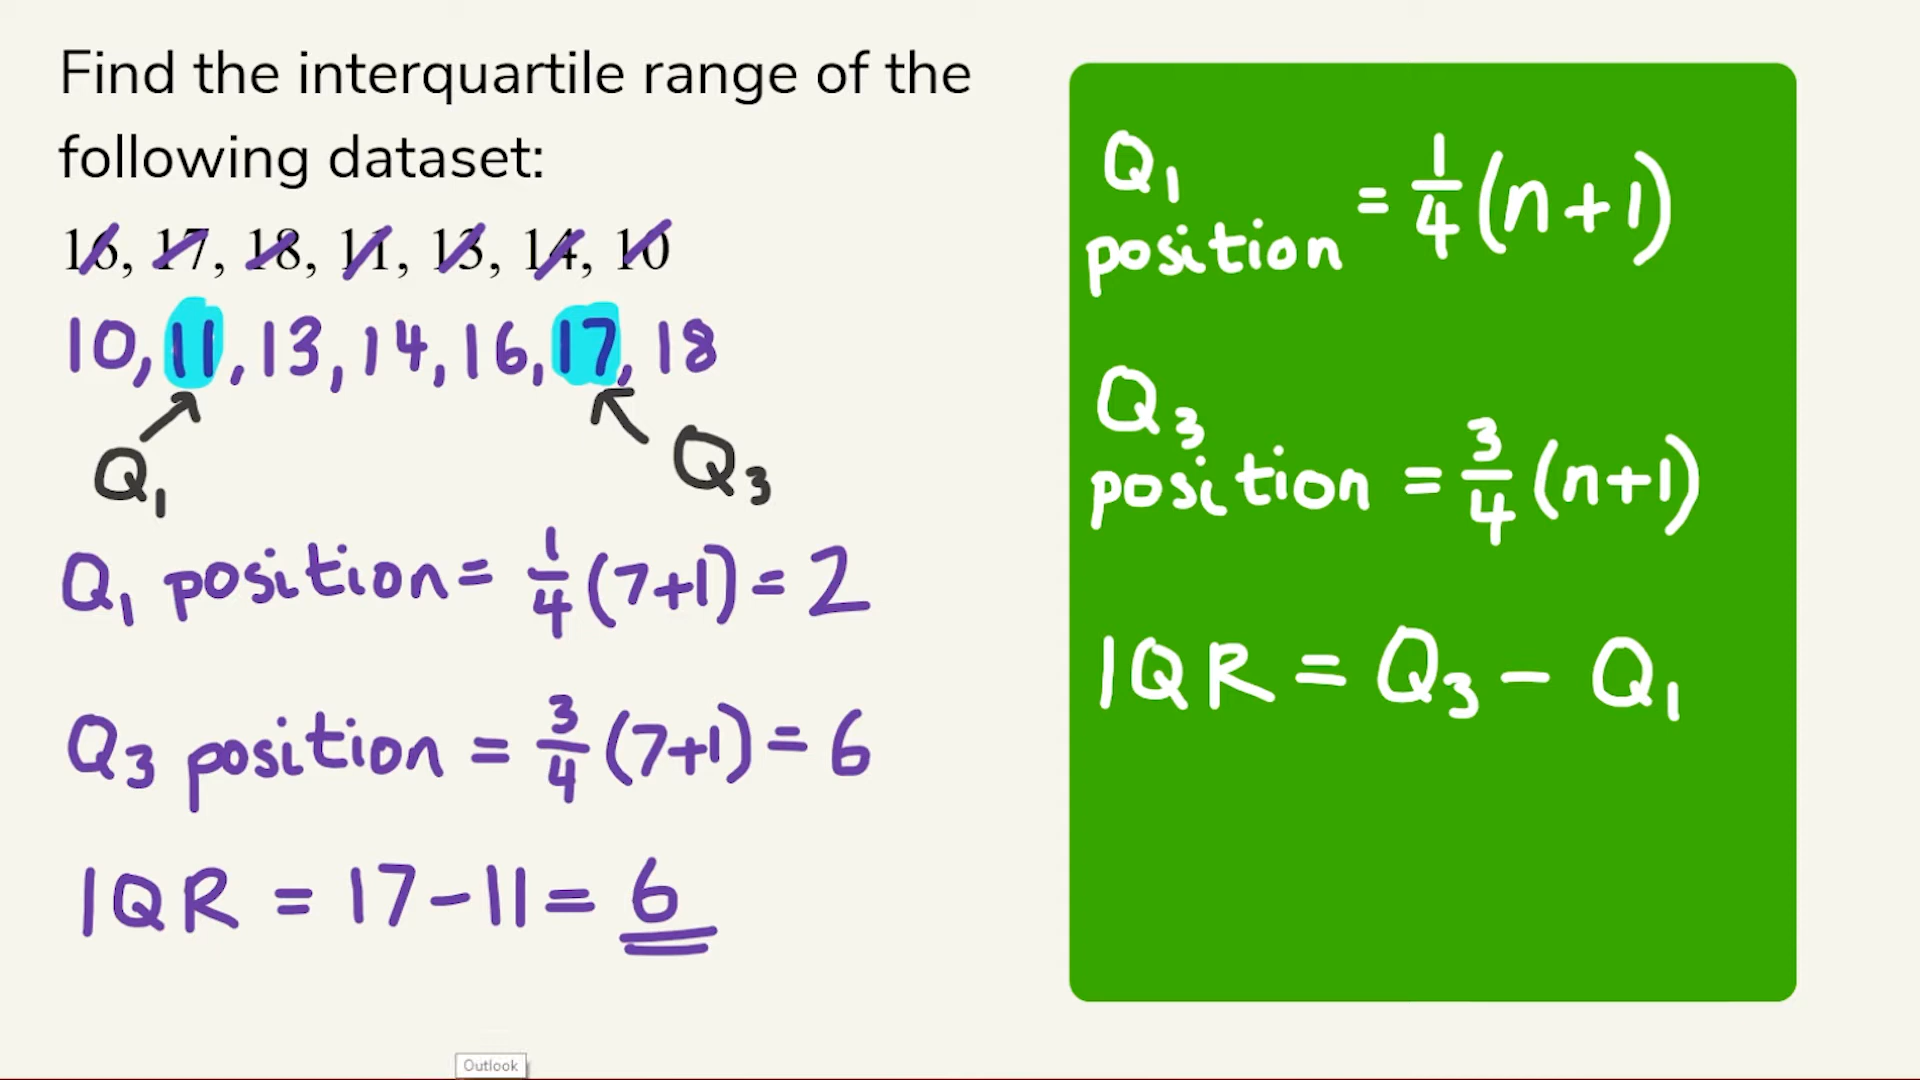 Find the interquartile range of the
following dataset:
16, 17, 18, 11, 13, 14, 10
10, 11, 13, 14, 16, 17, 18
Q₁
Q₃
Q₁ position = 1/4 (7+1) = 2
Q₃ position = 3/4 (7+1) = 6
IQR = 17 - 11 = 6
Q₁
position = 1/4 (n+1)
Q₃
position = 3/4 (n+1)
IQR = Q₃ - Q₁
Outlook